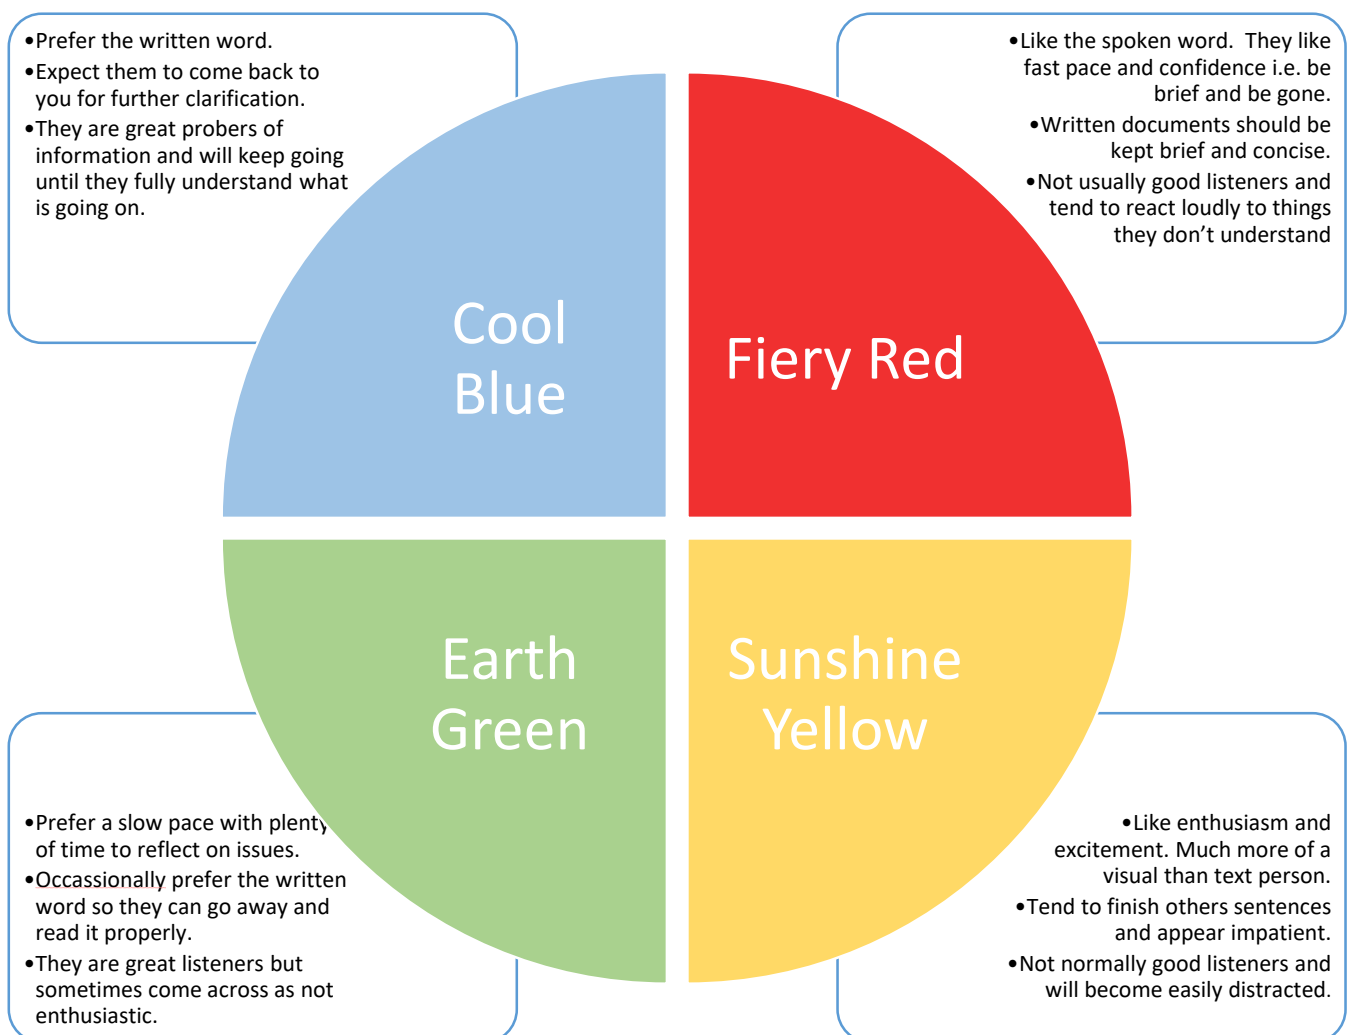 •Prefer the written word.
•Expect them to come back to
you for further clarification.
•They are great probers of
information and will keep going
until they fully understand what
is going on.
•Like the spoken word.  They like
fast pace and confidence i.e. be
brief and be gone.
•Written documents should be
kept brief and concise.
•Not usually good listeners and
tend to react loudly to things
they don’t understand
Cool
Blue
Fiery Red
Earth
Green
Sunshine
Yellow
•Prefer a slow pace with plenty
of time to reflect on issues.
•Occassionally prefer the written
word so they can go away and
read it properly.
•They are great listeners but
sometimes come across as not
enthusiastic.
•Like enthusiasm and
excitement. Much more of a
visual than text person.
•Tend to finish others sentences
and appear impatient.
•Not normally good listeners and
will become easily distracted.